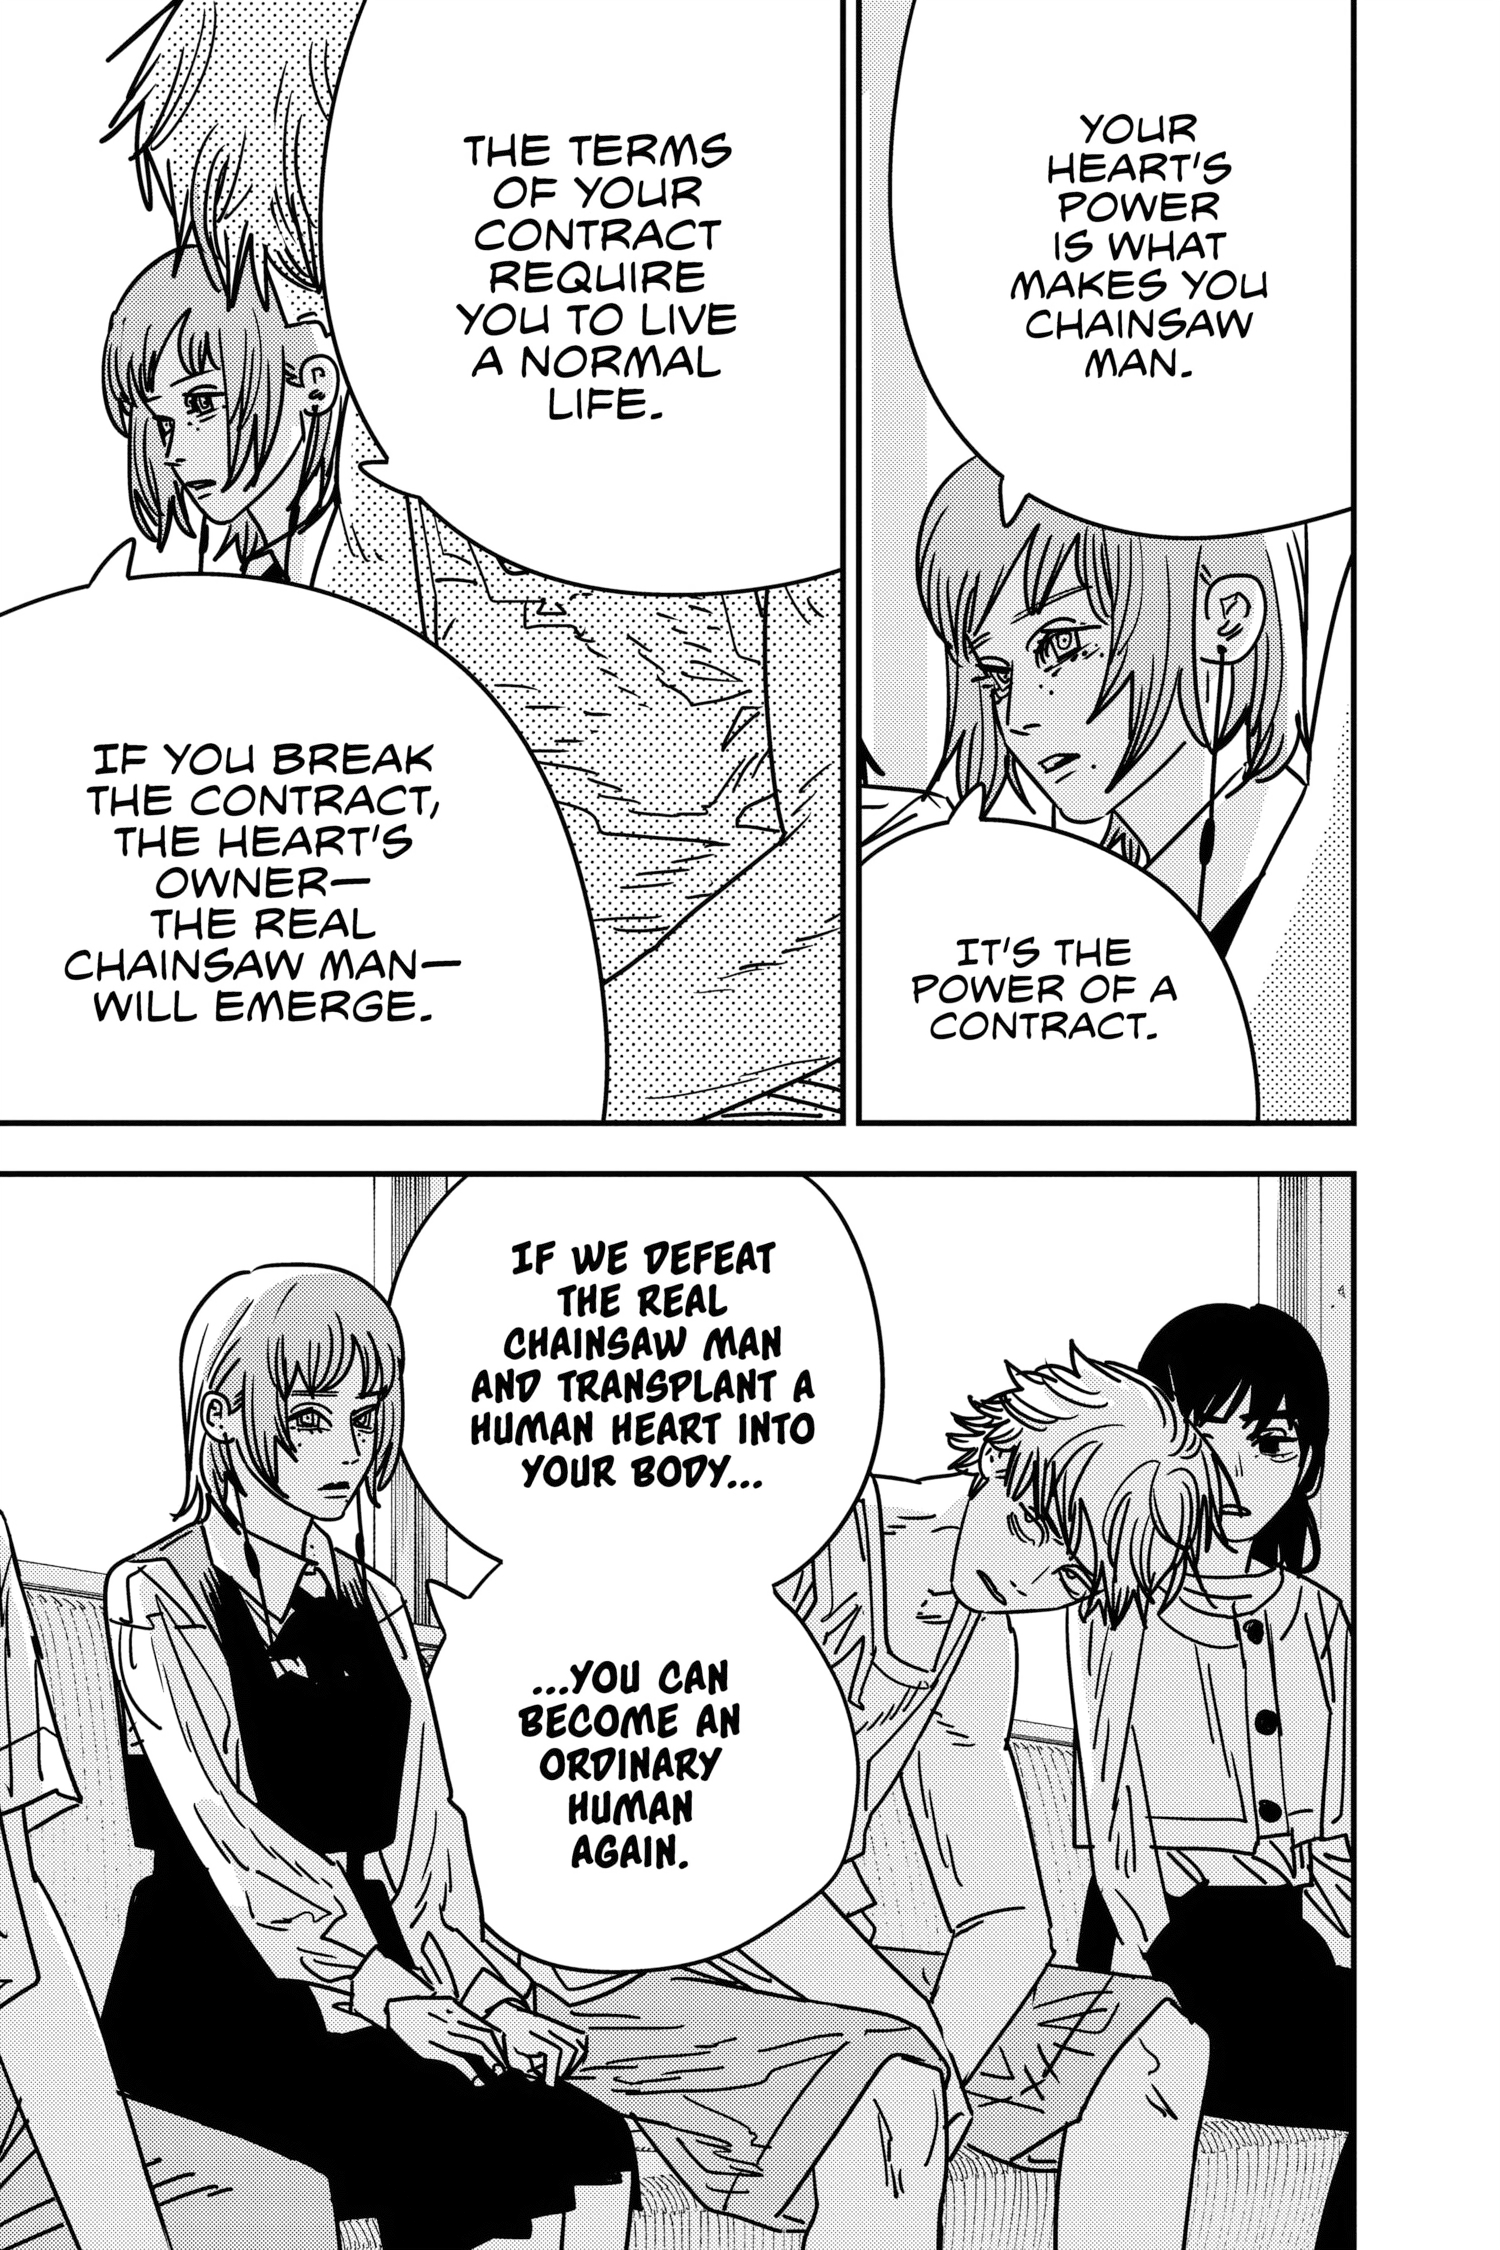 YOUR
HEART'S
POWER
IS WHAT
MAKES YOU
CHAINSAW
MAN.
IT'S THE
POWER OF A
CONTRACT.
THE TERMS
OF YOUR
CONTRACT
REQUIRE
YOU TO LIVE
A NORMAL
LIFE.
IF YOU BREAK
THE CONTRACT,
THE HEART'S
OWNER—
THE REAL
CHAINSAW MAN—
WILL EMERGE.
IF WE DEFEAT
THE REAL
CHAINSAW MAN
AND TRANSPLANT A
HUMAN HEART INTO
YOUR BODY...
...YOU CAN
BECOME AN
ORDINARY
HUMAN
AGAIN.